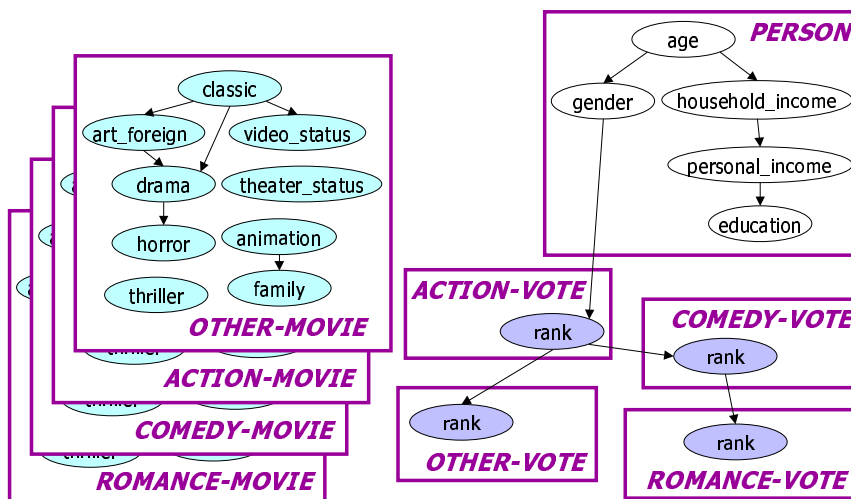 classic
art_foreign
video_status
drama
theater_status
horror
animation
thriller
family
OTHER-MOVIE
ACTION-MOVIE
COMEDY-MOVIE
thriller
ROMANCE-MOVIE
PERSON
age
gender
household_income
personal_income
education
ACTION-VOTE
rank
COMEDY-VOTE
rank
rank
OTHER-VOTE
rank
ROMANCE-VOTE